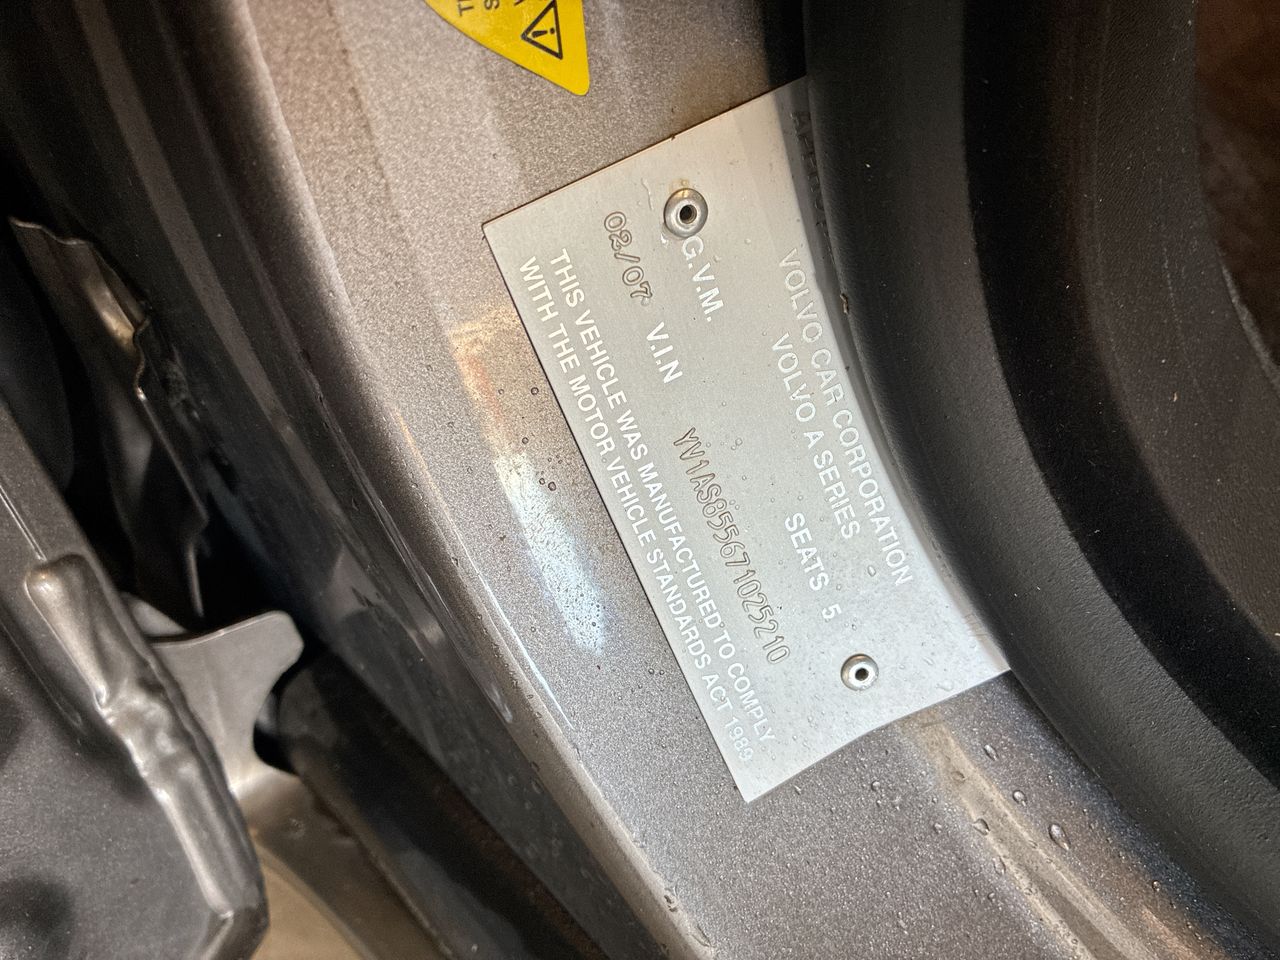 VOLVO CAR CORPORATION
VOLVO A SERIES - SEATS 5
G.V.M.
02/07 V.I.N YV1AS855671025210
THIS VEHICLE WAS MANUFACTURED TO COMPLY
WITH THE MOTOR VEHICLE STANDARDS ACT 1989